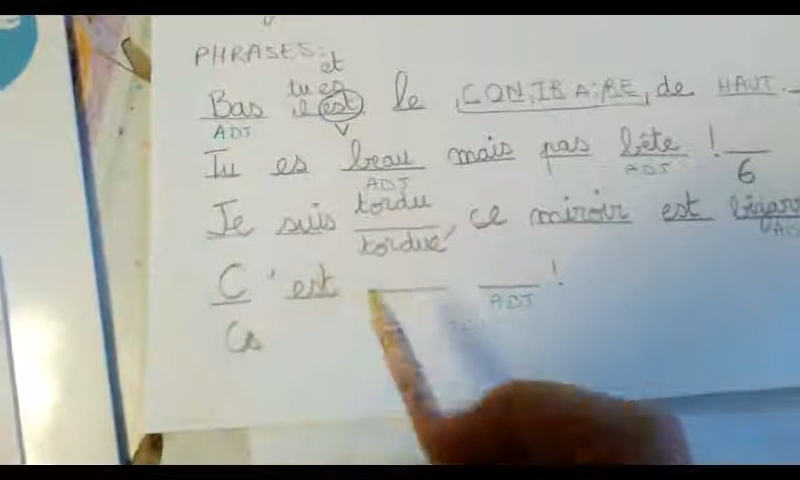 PHRASES:
et
tu es
Bas il est le CONTRAIRE de HAUT.
ADJ V
Tu es beau mais pas bête !
ADJ ADJ 6
tordu
Je suis ce miroir est
tordue
C'est !
ADJ